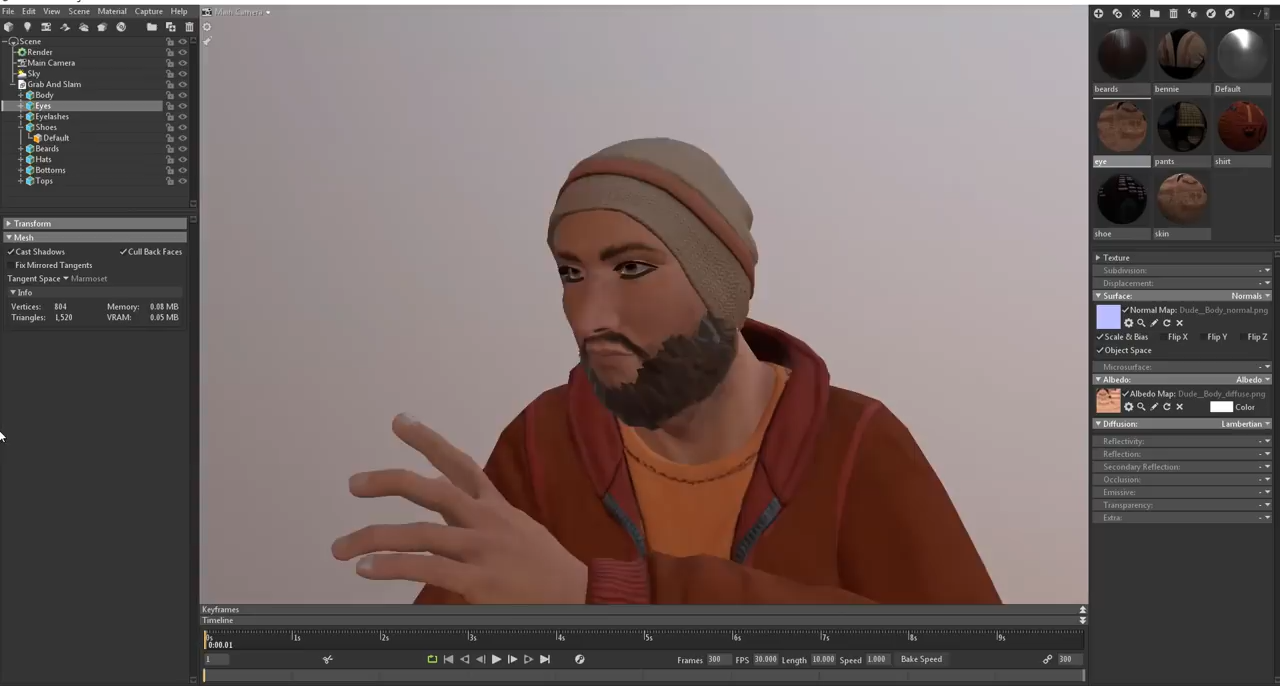 File Edit View Scene Material Capture Help
Main Camera
Scene
Render
Main Camera
Sky
Grab And Slam
Body
Eyes
Eyelashes
Shoes
Default
Beards
Hats
Bottoms
Tops
Transform
Mesh
Cast Shadows Cull Back Faces
Fix Mirrored Tangents
Tangent Space Marmoset
Info
Vertices: 804 Memory: 0.08 MB
Triangles: 1,520 VRAM: 0.05 MB
Keyframes
Timeline
0s 1s 2s 3s 4s 5s 6s 7s 8s 9s
0:00.01
1 Frames 300 FPS 30.000 Length 10.000 Speed 1.000 Bake Speed 300
beards bennie Default
eye pants shirt
shoe skin
Texture
Subdivision:
Displacement:
Surface: Normals
Normal Map: Dude_Body_normal.png
Scale & Bias Flip X Flip Y Flip Z
Object Space
Microsurface:
Albedo: Albedo
Albedo Map: Dude_Body_diffuse.png
Color
Diffusion: Lambertian
Reflectivity:
Reflection:
Secondary Reflection:
Occlusion:
Emissive:
Transparency:
Extra: